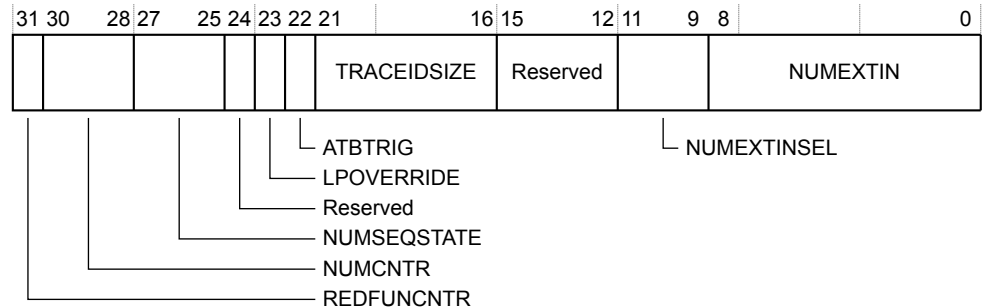 31 30 28 27 25 24 23 22 21 16 15 12 11 9 8 0
TRACEIDSIZE Reserved NUMEXTIN
ATBTRIG NUMEXTINSEL
LPOVERRIDE
Reserved
NUMSEQSTATE
NUMCNTR
REDFUNCNTR